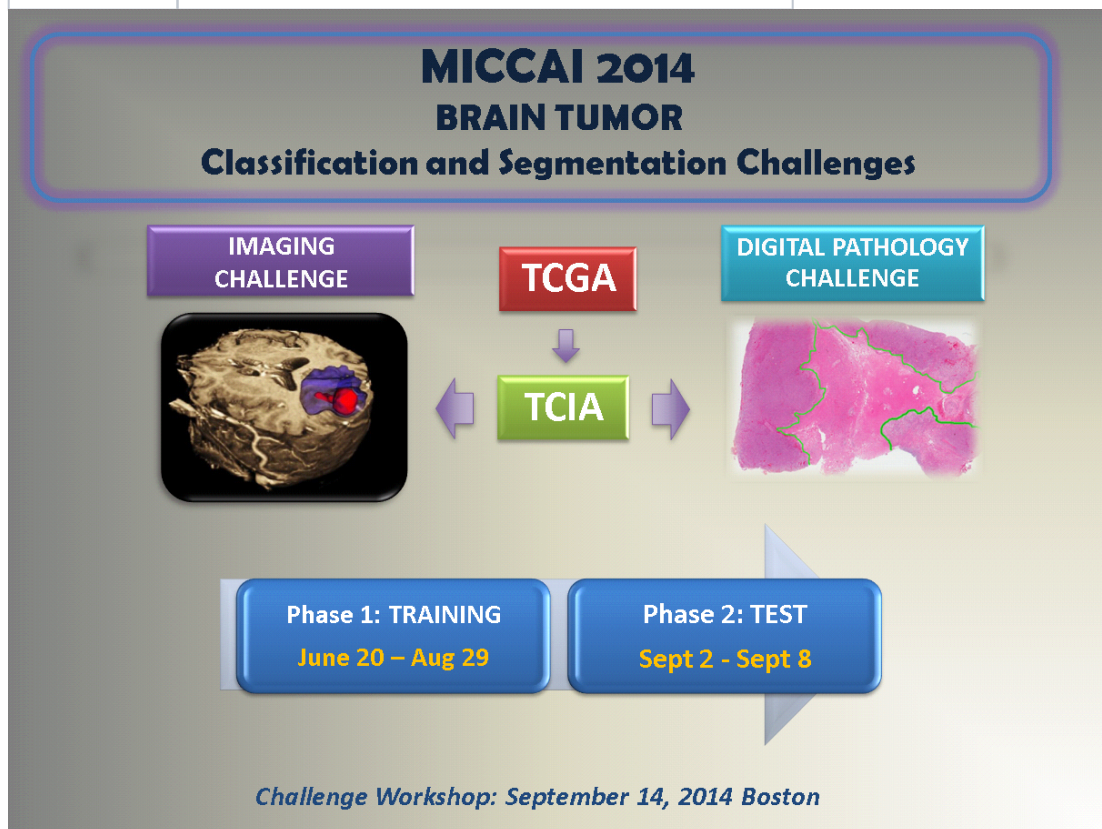 MICCAI 2014
BRAIN TUMOR
Classification and Segmentation Challenges
IMAGING
CHALLENGE
TCGA
DIGITAL PATHOLOGY
CHALLENGE
TCIA
Phase 1: TRAINING
June 20 – Aug 29
Phase 2: TEST
Sept 2 - Sept 8
Challenge Workshop: September 14, 2014 Boston